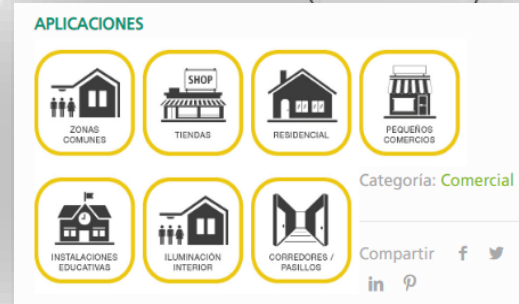 APLICACIONES
SHOP
ZONAS
COMUNES
TIENDAS
RESIDENCIAL
PEQUEÑOS
COMERCIOS
Categoría: Comercial
INSTALACIONES
EDUCATIVAS
ILUMINACIÓN
INTERIOR
CORREDORES /
PASILLOS
Compartir